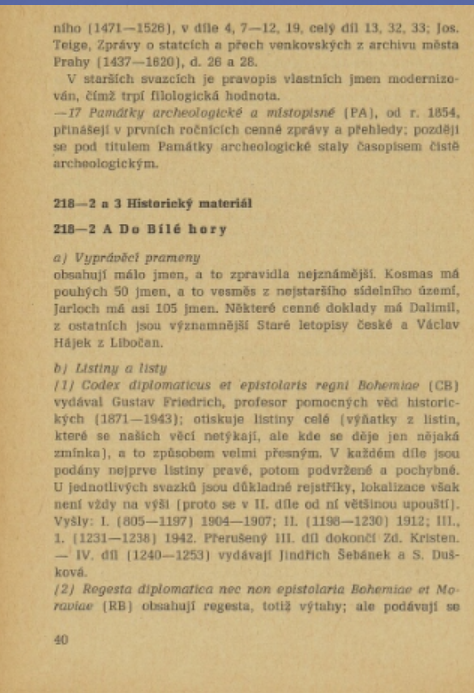 ního (1471—1526), v díle 4, 7—12, 19, celý díl 13, 32, 33; Jos.
Teige, Zprávy o statcích a přech venkovských z archivu města
Prahy (1437—1620), d. 26 a 28.
V starších svazcích je pravopis vlastních jmen modernizo-
ván, čímž trpí filologická hodnota.
—17 Památky archeologické a místopisné (PA), od r. 1854,
přinášejí v prvních ročnících cenné zprávy a přehledy; později
se pod titulem Památky archeologické staly časopisem čistě
archeologickým.
218—2 a 3 Historický materiál
218—2 A Do Bílé hory
a) Vyprávěcí prameny
obsahují málo jmen, a to zpravidla nejznámější. Kosmas má
pouhých 50 jmen, a to vesměs z nejstaršího sídelního území,
Jarloch má asi 105 jmen. Některé cenné doklady má Dalimil,
z ostatních jsou významnější Staré letopisy české a Václav
Hájek z Libočan.
b) Listiny a listy
(1) Codex diplomaticus et epistolaris regni Bohemiae (CB)
vydával Gustav Friedrich, profesor pomocných věd historic-
kých (1871—1943); otiskuje listiny celé (výňatky z listin,
které se našich věcí netýkají, ale kde se děje jen nějaká
zmínka), a to způsobem velmi přesným. V každém díle jsou
podány nejprve listiny pravé, potom podvržené a pochybné.
U jednotlivých svazků jsou důkladné rejstříky, lokalizace však
není vždy na výši (proto se v II. díle od ní většinou upouští).
Vyšly: I. (805—1197) 1904—1907; II. (1198—1230) 1912; III.,
1. (1231—1238) 1942. Přerušený III. díl dokončí Zd. Kristen.
— IV. díl (1240—1253) vydávají Jindřich Šebánek a S. Duš-
ková.
(2) Regesta diplomatica nec non epistolaria Bohemiae et Mo-
raviae (RB) obsahují regesta, totiž výtahy; ale podávají se
40